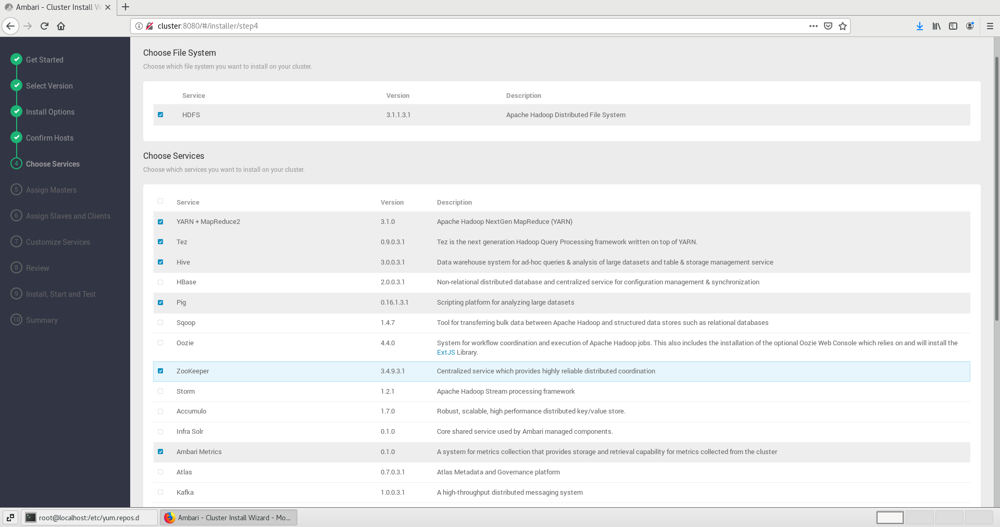 Ambari - Cluster Install W
cluster:8080/#/installer/step4
Get Started
Select Version
Install Options
Confirm Hosts
4 Choose Services
5 Assign Masters
6 Assign Slaves and Clients
7 Customize Services
8 Review
9 Install, Start and Test
10 Summary
Choose File System
Choose which file system you want to install on your cluster.
Service Version Description
HDFS 3.1.1.3.1 Apache Hadoop Distributed File System
Choose Services
Choose which services you want to install on your cluster.
Service Version Description
YARN + MapReduce2 3.1.0 Apache Hadoop NextGen MapReduce (YARN)
Tez 0.9.0.3.1 Tez is the next generation Hadoop Query Processing framework written on top of YARN.
Hive 3.0.0.3.1 Data warehouse system for ad-hoc queries & analysis of large datasets and table & storage management service
HBase 2.0.0.3.1 Non-relational distributed database and centralized service for configuration management & synchronization
Pig 0.16.1.3.1 Scripting platform for analyzing large datasets
Sqoop 1.4.7 Tool for transferring bulk data between Apache Hadoop and structured data stores such as relational databases
Oozie 4.4.0 System for workflow coordination and execution of Apache Hadoop jobs. This also includes the installation of the optional Oozie Web Console which relies on and will install the
ExtJS Library.
ZooKeeper 3.4.9.3.1 Centralized service which provides highly reliable distributed coordination
Storm 1.2.1 Apache Hadoop Stream processing framework
Accumulo 1.7.0 Robust, scalable, high performance distributed key/value store.
Infra Solr 0.1.0 Core shared service used by Ambari managed components.
Ambari Metrics 0.1.0 A system for metrics collection that provides storage and retrieval capability for metrics collected from the cluster
Atlas 0.7.0.3.1 Atlas Metadata and Governance platform
Kafka 1.0.0.3.1 A high-throughput distributed messaging system
root@localhost:/etc/yum.repos.d
Ambari - Cluster Install Wizard - Mo...